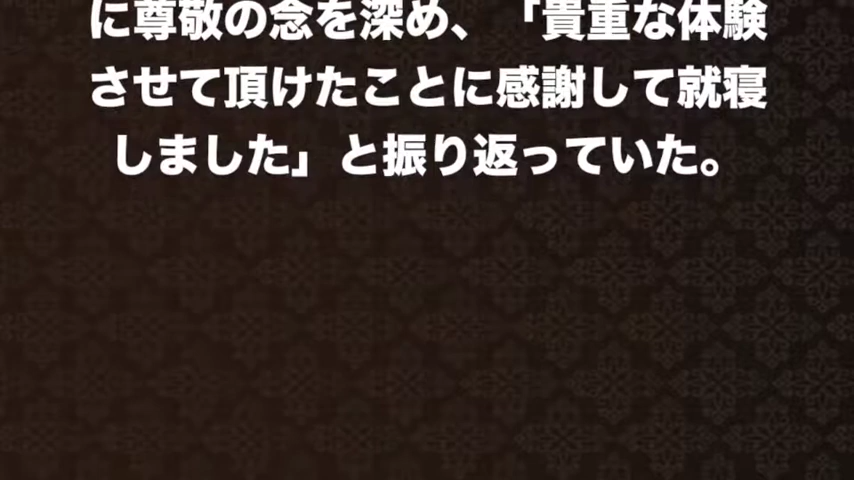 に尊敬の念を深め、「貴重な体験
させて頂けたことに感謝して就寝
しました」と振り返っていた。